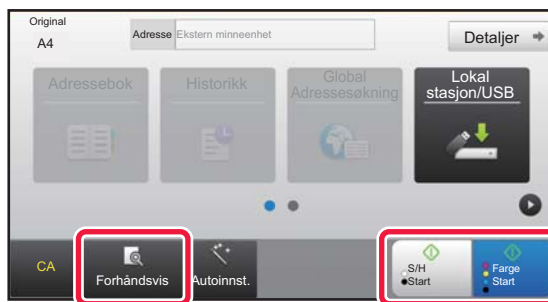 Original
A4
Adresse Ekstern minneenhet
Detaljer
Adressebok
Historikk
Global
Adressesøkning
Lokal
stasjon/USB
CA
Forhåndsvis
Autoinnst.
S/H
Start
Farge
Start